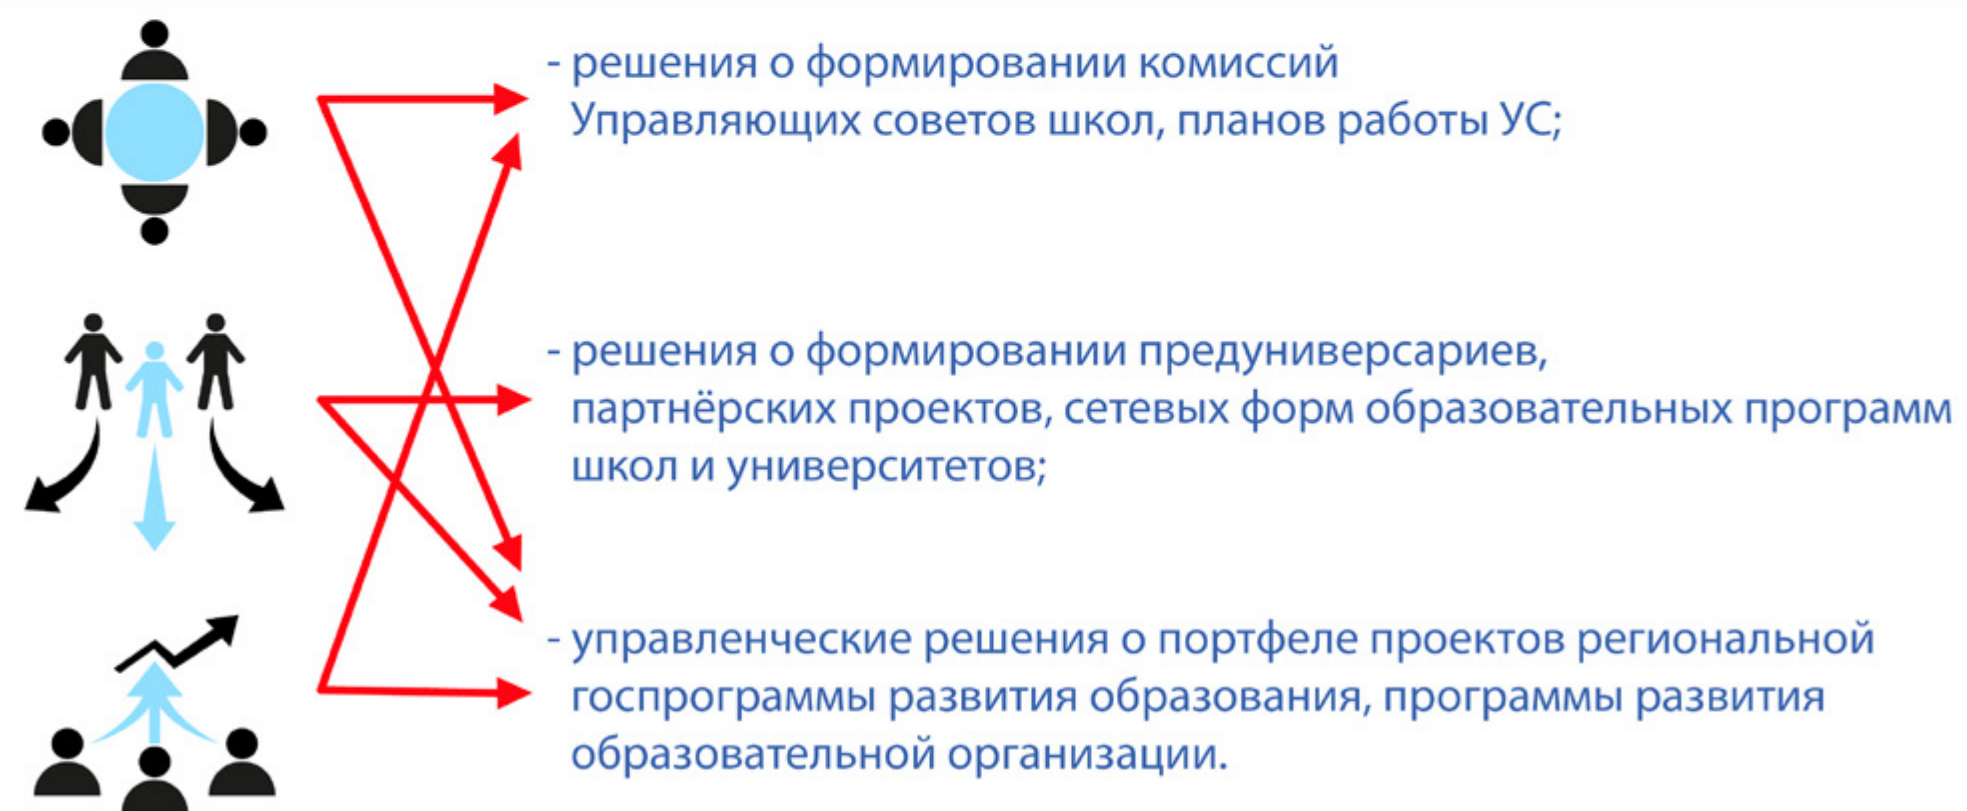 - решения о формировании комиссий
Управляющих советов школ, планов работы УС;
- решения о формировании предуниверсариев,
партнёрских проектов, сетевых форм образовательных программ
школ и университетов;
- управленческие решения о портфеле проектов региональной
госпрограммы развития образования, программы развития
образовательной организации.